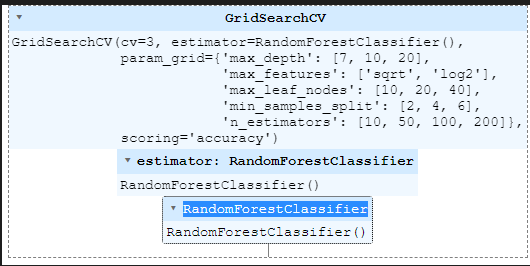 GridSearchCV
GridSearchCV(cv=3, estimator=RandomForestClassifier(),
param_grid={'max_depth': [7, 10, 20],
'max_features': ['sqrt', 'log2'],
'max_leaf_nodes': [10, 20, 40],
'min_samples_split': [2, 4, 6],
'n_estimators': [10, 50, 100, 200]},
scoring='accuracy')
estimator: RandomForestClassifier
RandomForestClassifier()
RandomForestClassifier
RandomForestClassifier()